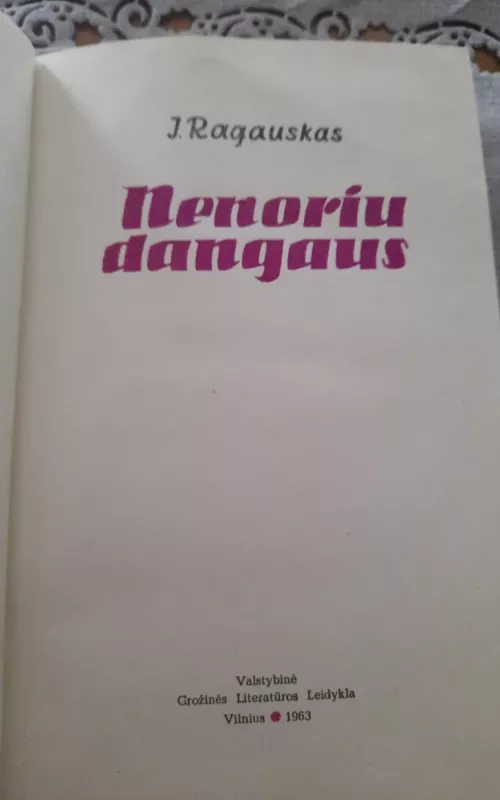 J. Ragauskas
Nenoriu
dangaus
Valstybinė
Grožinės Literatūros Leidykla
Vilnius ● 1963